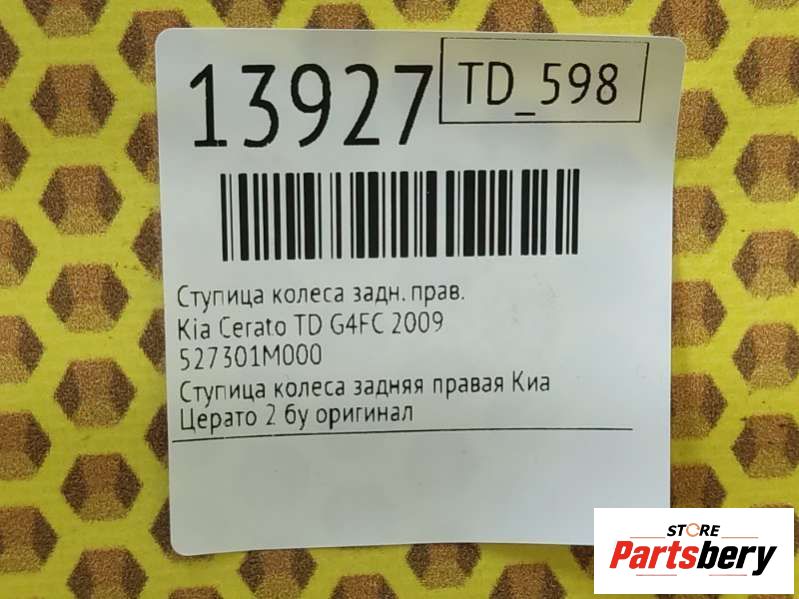 13927
TD_598
Ступица колеса задн. прав.
Kia Cerato TD G4FC 2009
527301M000
Ступица колеса задняя правая Киа
Церато 2 бу оригинал
STORE
Partsbery